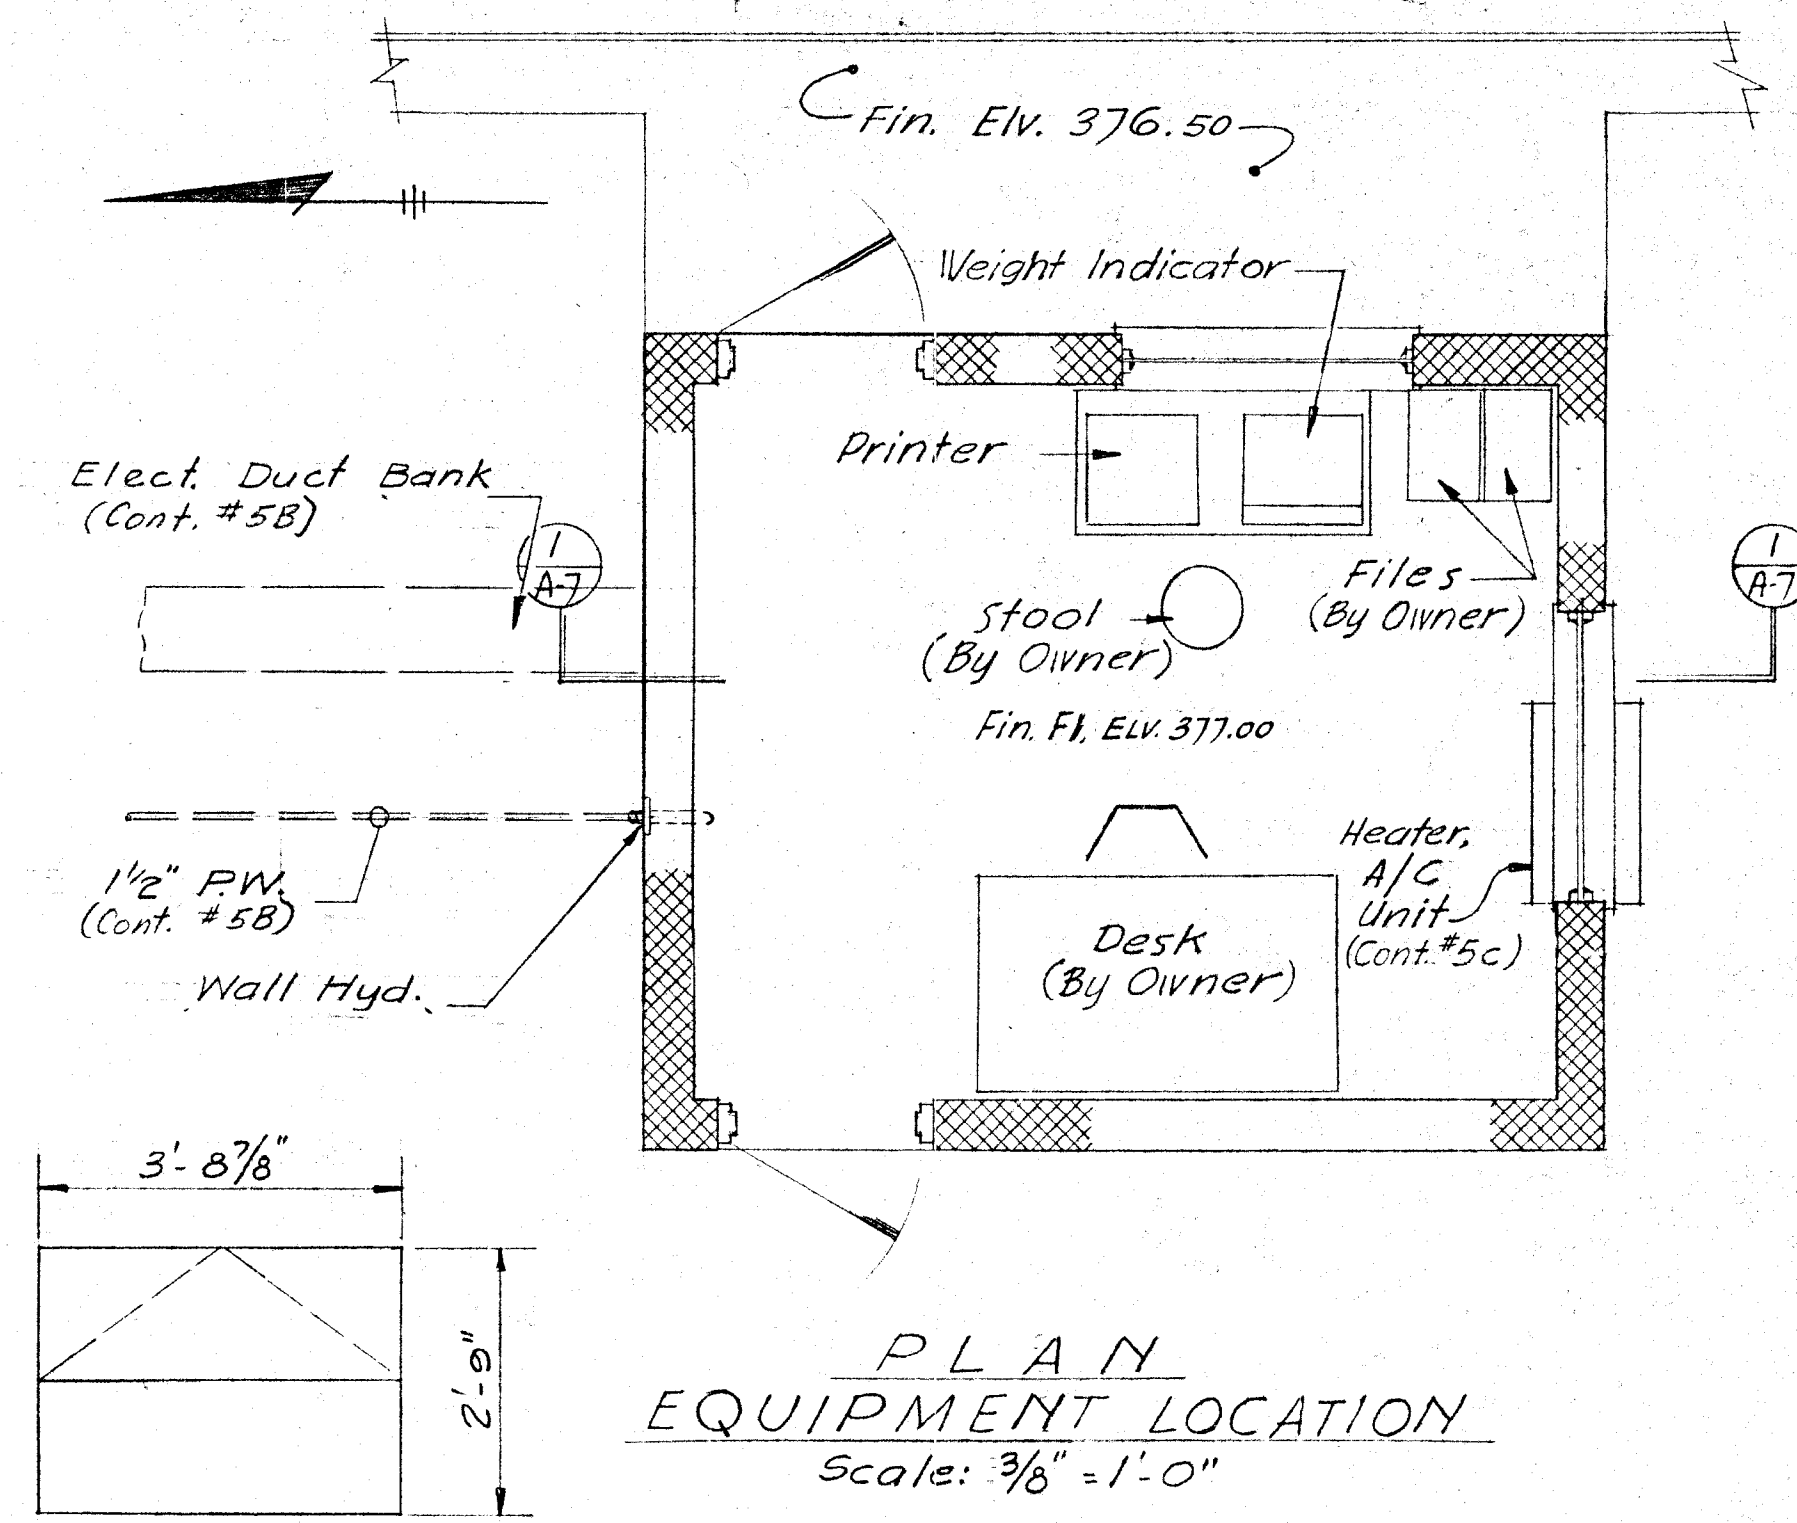 Fin. Elv. 376.50
Weight Indicator
Printer
Elect. Duct Bank
(Cont. #5B)
1
A-7
Files
(By Owner)
1
A-7
Stool
(By Owner)
Fin. Fl. ELV. 377.00
Heater,
A/C
Unit
(Cont. #5c)
1½" P.W.
(Cont. #5B)
Desk
(By Owner)
Wall Hyd.
3'-8⅞"
2'-9"
PLAN
EQUIPMENT LOCATION
Scale: 3/8" = 1'-0"